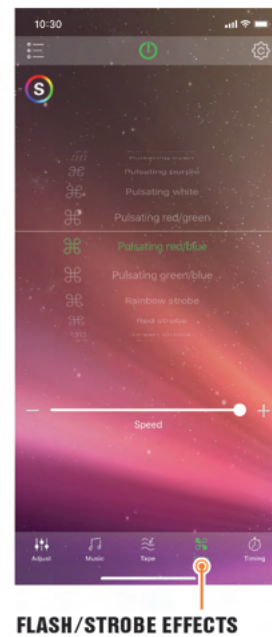 10:30
S
Pulsating purple
Pulsating white
Pulsating red/green
Pulsating red/blue
Pulsating green/blue
Rainbow strobe
Red strobe
Speed
Adjust
Music
Tape
Timing
FLASH/STROBE EFFECTS